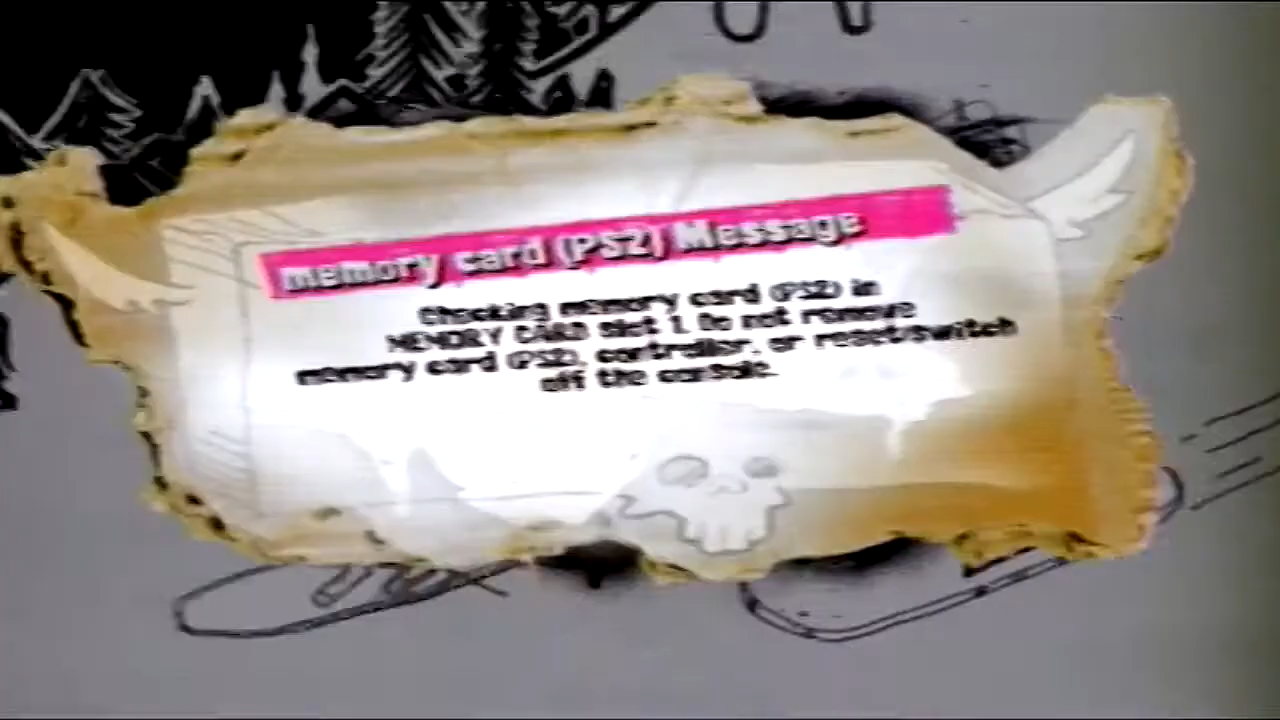 memory card (PS2) Message
Checking memory card (PS2) in
MEMORY CARD slot 1. Do not remove
memory card (PS2), controller, or reset/switch
off the console.